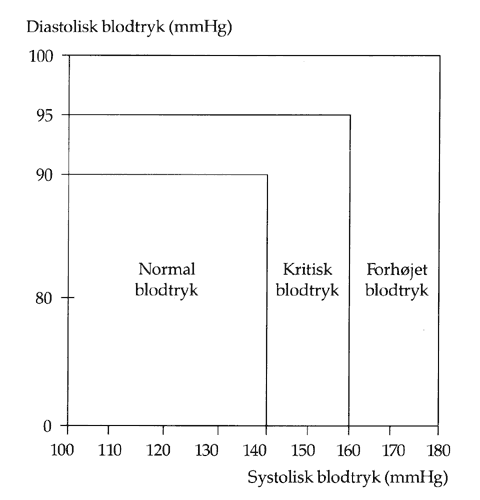 Diastolisk blodtryk (mmHg)
100
95
90
Normal
blodtryk
Kritisk
blodtryk
Forhøjet
blodtryk
80
0
100 110 120 130 140 150 160 170 180
Systolisk blodtryk (mmHg)